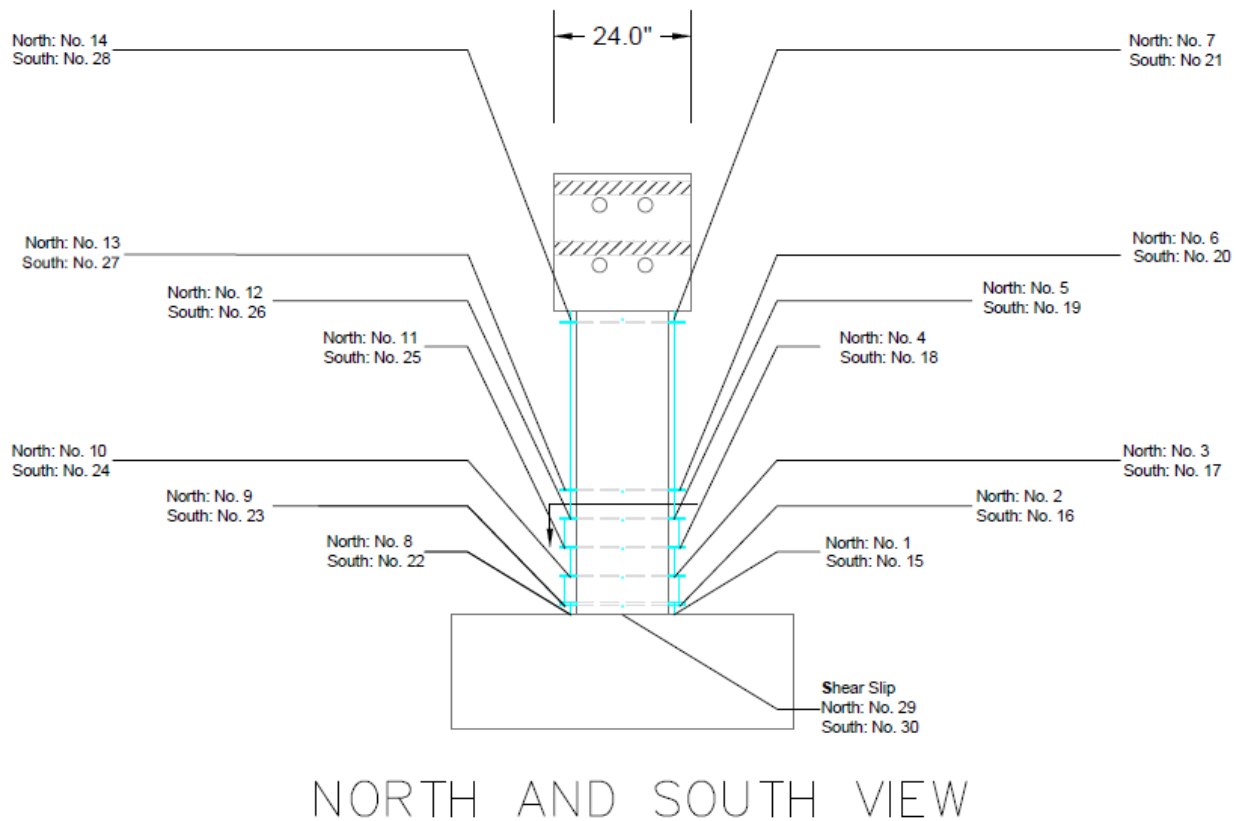 24.0"
North: No. 14
South: No. 28
North: No. 7
South: No 21
North: No. 13
South: No. 27
North: No. 6
South: No. 20
North: No. 12
South: No. 26
North: No. 5
South: No. 19
North: No. 11
South: No. 25
North: No. 4
South: No. 18
North: No. 10
South: No. 24
North: No. 3
South: No. 17
North: No. 9
South: No. 23
North: No. 2
South: No. 16
North: No. 8
South: No. 22
North: No. 1
South: No. 15
Shear Slip
North: No. 29
South: No. 30
NORTH AND SOUTH VIEW